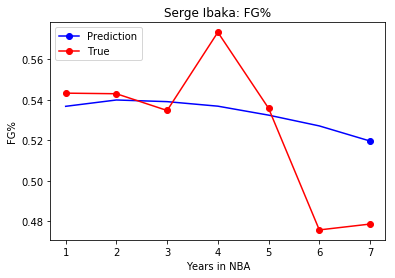 Serge Ibaka: FG%
Prediction
True
FG%
0.56
0.54
0.52
0.50
0.48
1 2 3 4 5 6 7
Years in NBA